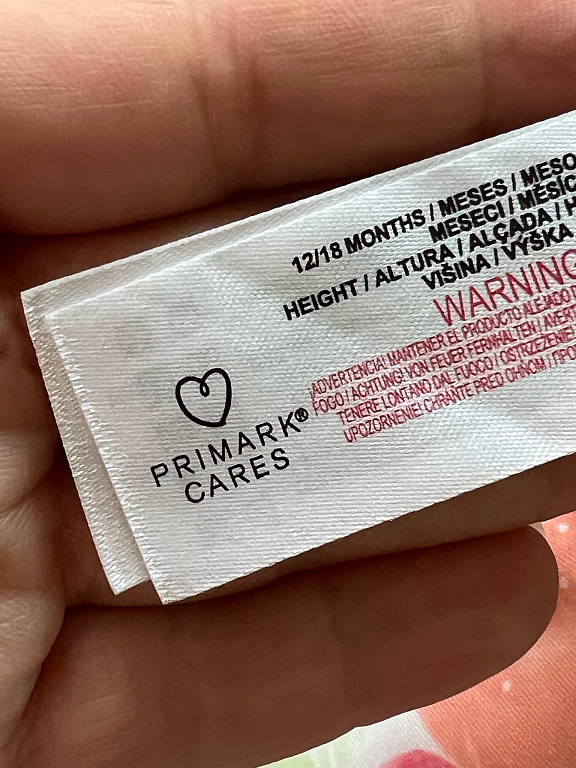 12/18 MONTHS / MESES / MESO
MESECI / MĚSÍC
HEIGHT / ALTURA / ALÇADA / H
VIŠINA / VÝŠKA
WARNING
¡ADVERTENCIA! MANTENER EL PRODUCTO ALEJADO
FOGO / ACHTUNG! VON FEUER FERNHALTEN / AVERT
TENERE LONTANO DAL FUOCO / OSTRZEŻENIE!
UPOZORNENIE! CHRÁNTE PRED OHŇOM
PRIMARK®
CARES